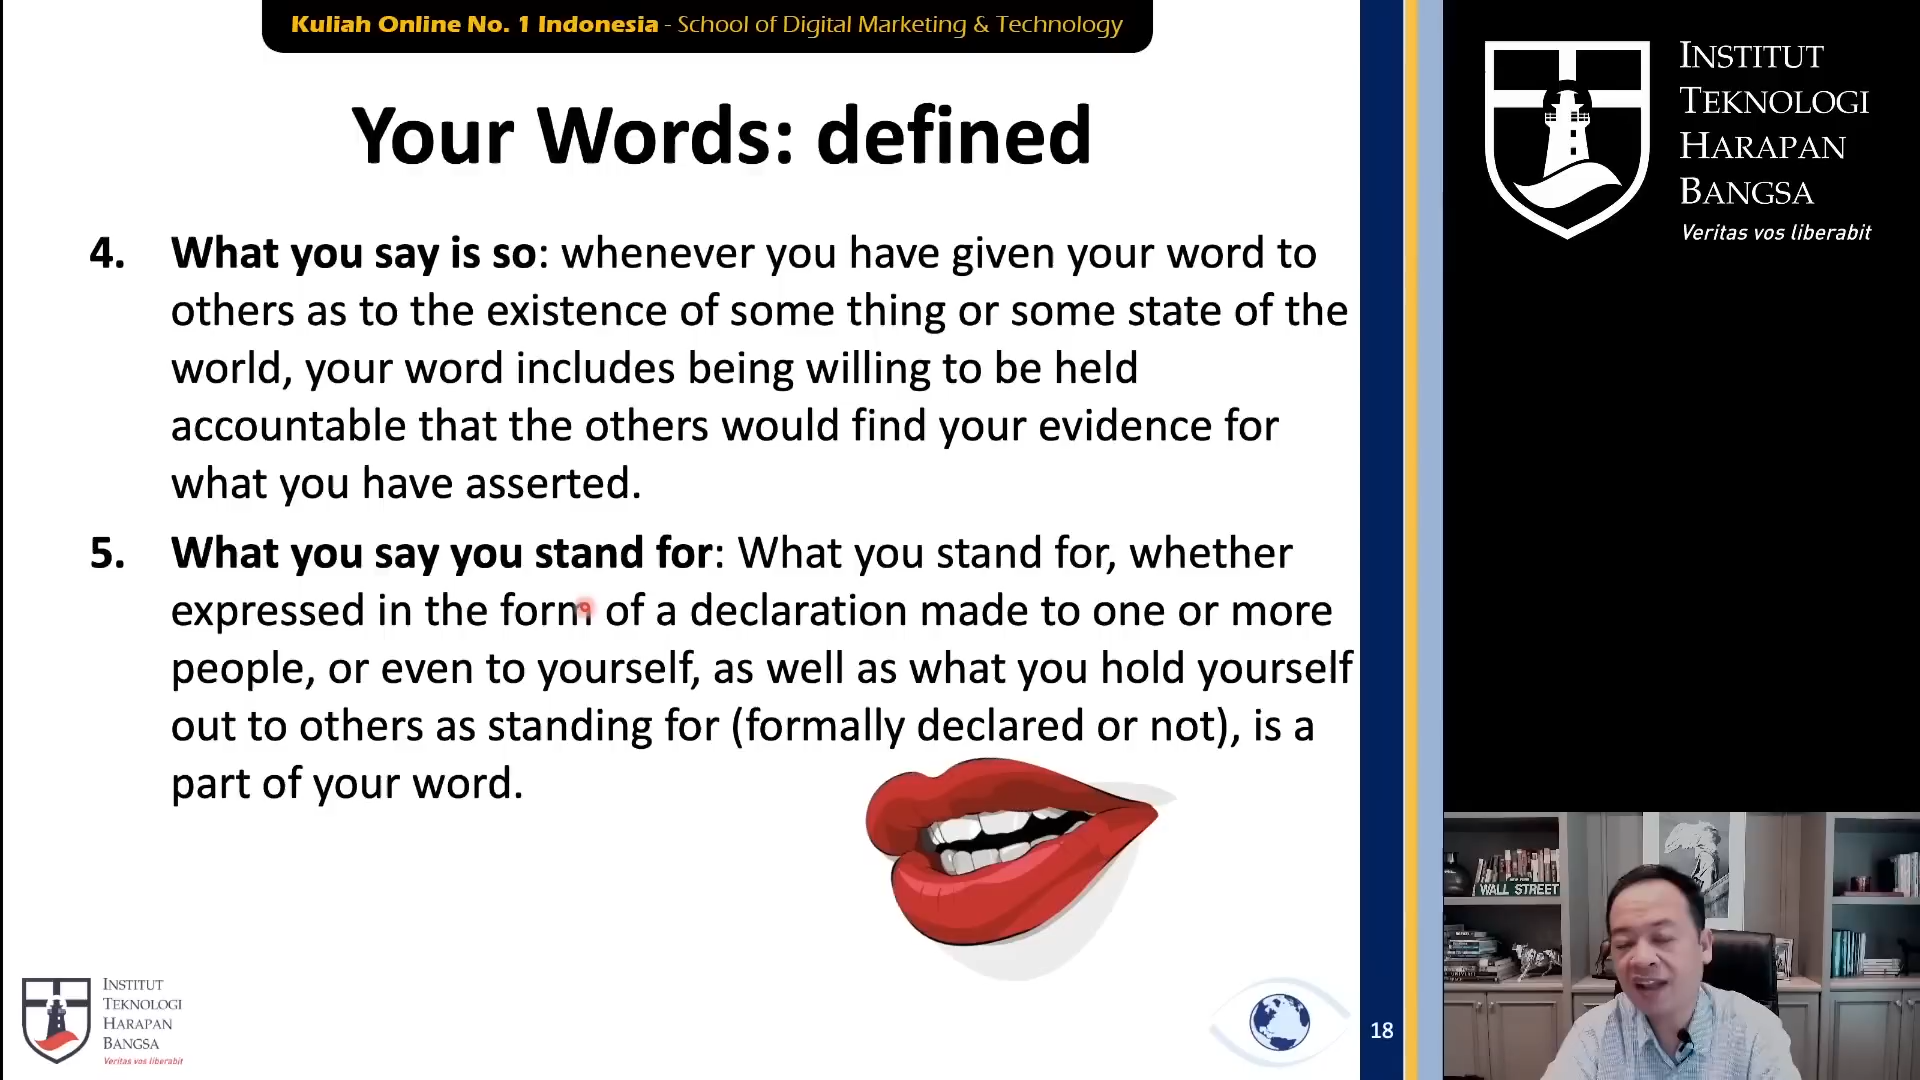 Kuliah Online No. 1 Indonesia - School of Digital Marketing & Technology
Your Words: defined
4. What you say is so: whenever you have given your word to
others as to the existence of some thing or some state of the
world, your word includes being willing to be held
accountable that the others would find your evidence for
what you have asserted.
5. What you say you stand for: What you stand for, whether
expressed in the form of a declaration made to one or more
people, or even to yourself, as well as what you hold yourself
out to others as standing for (formally declared or not), is a
part of your word.
INSTITUT
TEKNOLOGI
HARAPAN
BANGSA
Veritas vos liberabit
18
INSTITUT
TEKNOLOGI
HARAPAN
BANGSA
Veritas vos liberabit
WALL STREET